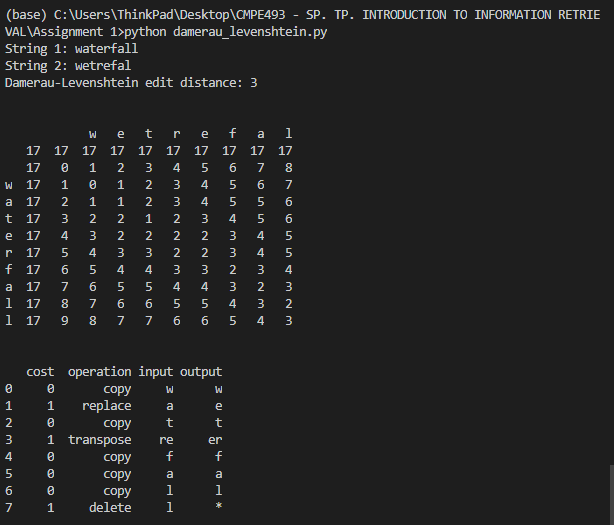 (base) C:\Users\ThinkPad\Desktop\CMPE493 - SP. TP. INTRODUCTION TO INFORMATION RETRIE
VAL\Assignment 1>python damerau_levenshtein.py
String 1: waterfall
String 2: wetrefal
Damerau-Levenshtein edit distance: 3
w e t r e f a l
17 17 17 17 17 17 17 17 17 17
17 0 1 2 3 4 5 6 7 8
w 17 1 0 1 2 3 4 5 6 7
a 17 2 1 1 2 3 4 5 5 6
t 17 3 2 2 1 2 3 4 5 6
e 17 4 3 2 2 2 2 3 4 5
r 17 5 4 3 3 2 2 3 4 5
f 17 6 5 4 4 3 3 2 3 4
a 17 7 6 5 5 4 4 3 2 3
l 17 8 7 6 6 5 5 4 3 2
l 17 9 8 7 7 6 6 5 4 3
cost operation input output
0 0 copy w w
1 1 replace a e
2 0 copy t t
3 1 transpose re er
4 0 copy f f
5 0 copy a a
6 0 copy l l
7 1 delete l *